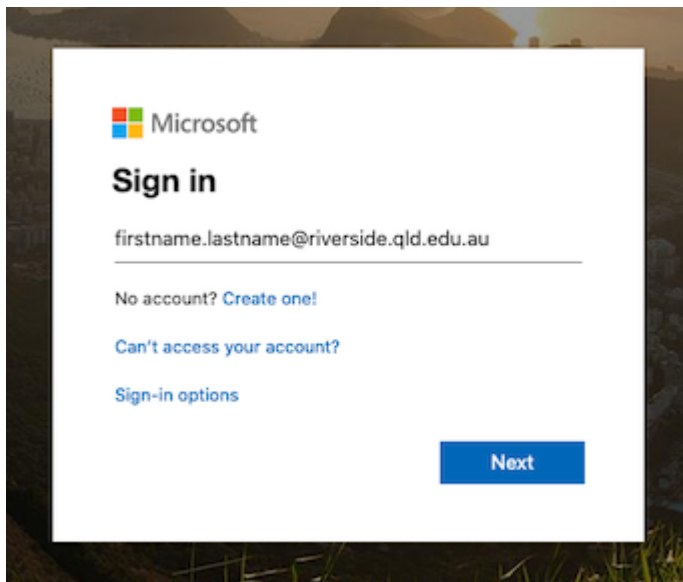 Microsoft
Sign in
firstname.lastname@riverside.qld.edu.au
No account? Create one!
Can't access your account?
Sign-in options
Next